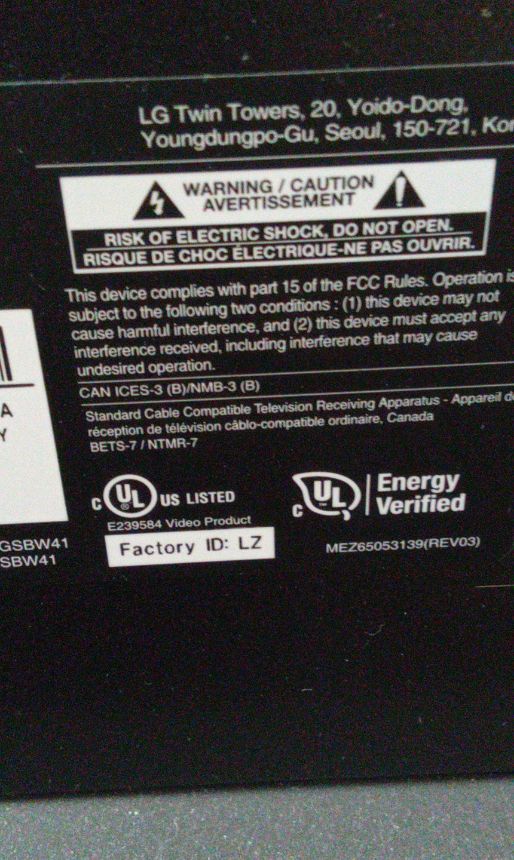 LG Twin Towers, 20, Yoido-Dong,
Youngdungpo-Gu, Seoul, 150-721, Kor
WARNING / CAUTION
AVERTISSEMENT
RISK OF ELECTRIC SHOCK, DO NOT OPEN.
RISQUE DE CHOC ÉLECTRIQUE-NE PAS OUVRIR.
This device complies with part 15 of the FCC Rules. Operation is
subject to the following two conditions : (1) this device may not
cause harmful interference, and (2) this device must accept any
interference received, including interference that may cause
undesired operation.
CAN ICES-3 (B)/NMB-3 (B)
A
Y
Standard Cable Compatible Television Receiving Apparatus - Appareil de
réception de télévision câblo-compatible ordinaire, Canada
BETS-7 / NTMR-7
C UL US LISTED
E239584 Video Product
Factory ID: LZ
C UL Energy
Verified
MEZ65053139(REV03)
GSBW41
SBW41